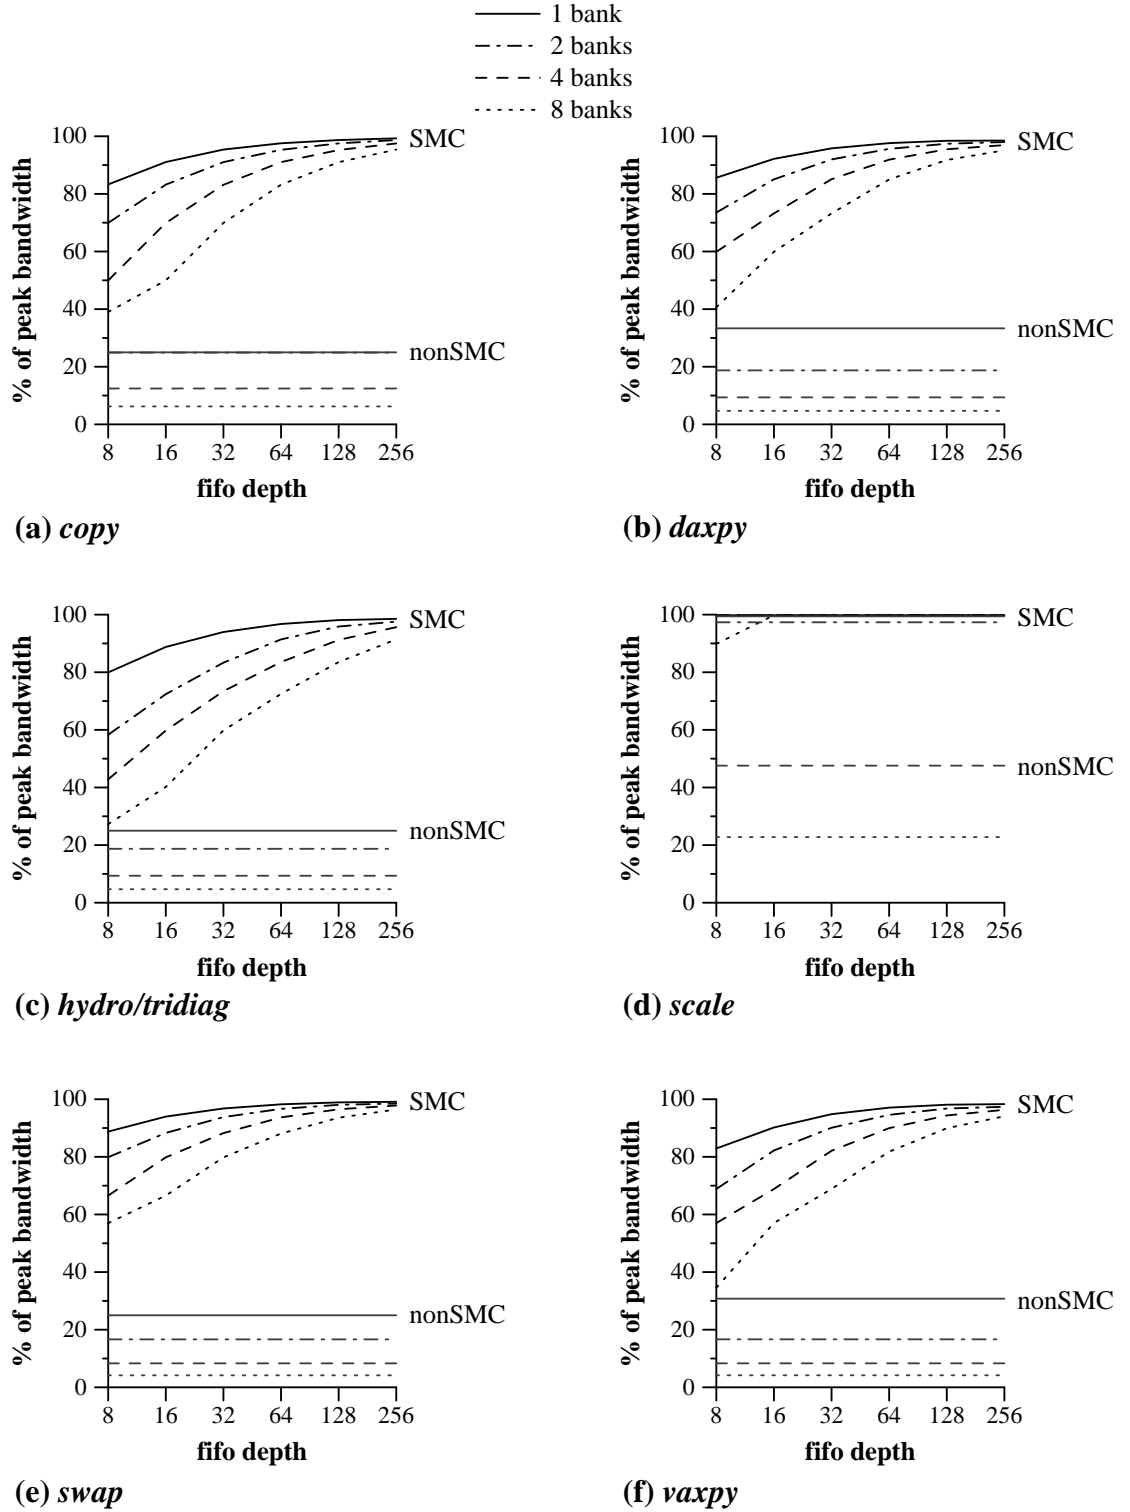 1 bank
2 banks
4 banks
8 banks
% of peak bandwidth
100
80
60
40
20
0
SMC
nonSMC
8 16 32 64 128 256
fifo depth
(a) copy
% of peak bandwidth
100
80
60
40
20
0
SMC
nonSMC
8 16 32 64 128 256
fifo depth
(b) daxpy
% of peak bandwidth
100
80
60
40
20
0
SMC
nonSMC
8 16 32 64 128 256
fifo depth
(c) hydro/tridiag
% of peak bandwidth
100
80
60
40
20
0
SMC
nonSMC
8 16 32 64 128 256
fifo depth
(d) scale
% of peak bandwidth
100
80
60
40
20
0
SMC
nonSMC
8 16 32 64 128 256
fifo depth
(e) swap
% of peak bandwidth
100
80
60
40
20
0
SMC
nonSMC
8 16 32 64 128 256
fifo depth
(f) vaxpy